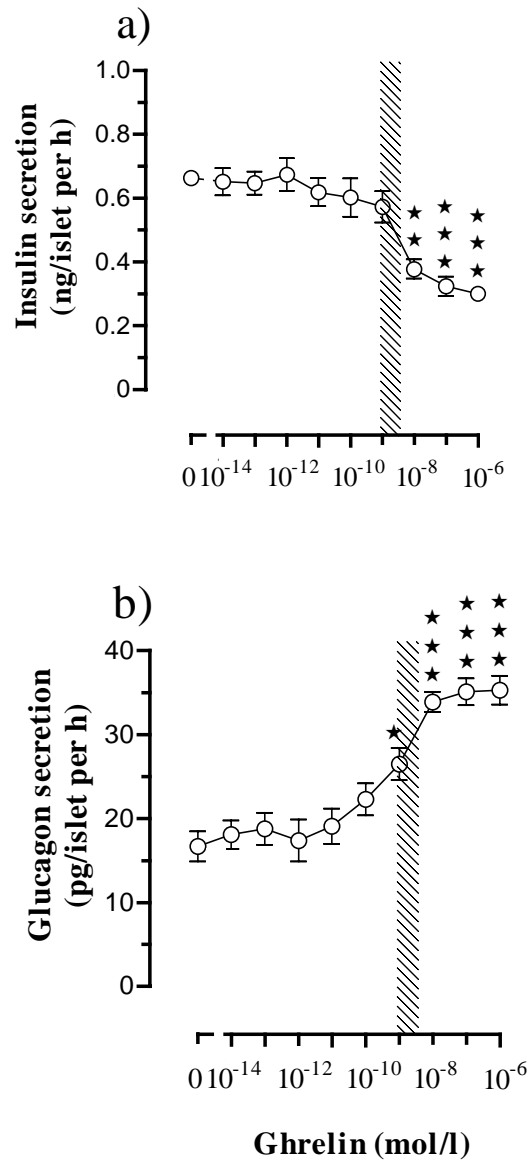 a)
Insulin secretion
(ng/islet per h)
1.0
0.8
0.6
0.4
0.2
0
0 10⁻¹⁴ 10⁻¹² 10⁻¹⁰ 10⁻⁸ 10⁻⁶
b)
Glucagon secretion
(pg/islet per h)
40
35
20
15
0
0 10⁻¹⁴ 10⁻¹² 10⁻¹⁰ 10⁻⁸ 10⁻⁶
Ghrelin (mol/l)